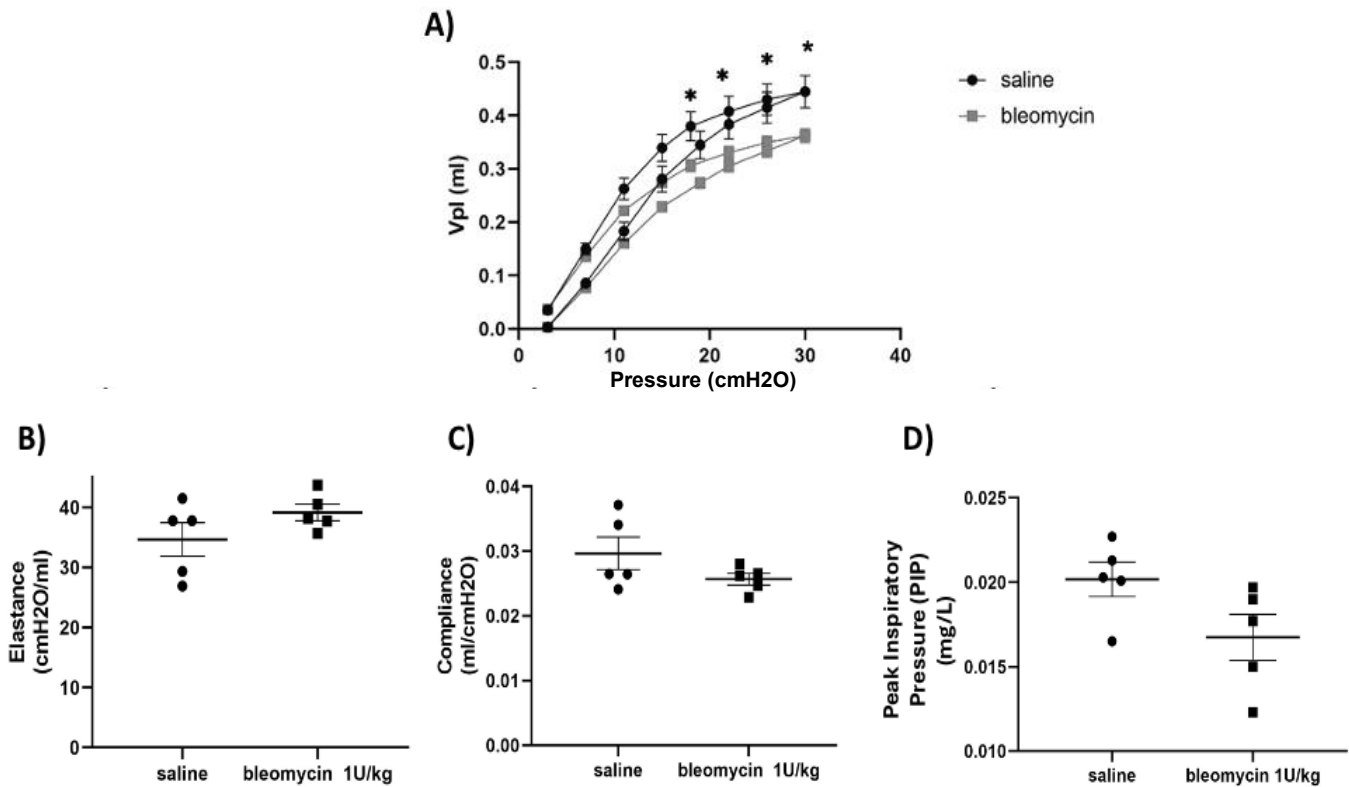 A)
* * * *
0.5
0.4
0.3
0.2
0.1
0.0
Vpl (ml)
0 10 20 30 40
Pressure (cmH2O)
saline
bleomycin
B)
Elastance
(cmH2O/ml)
40
30
20
0
saline bleomycin 1U/kg
C)
Compliance
(ml/cmH2O)
0.04
0.03
0.02
0.01
0.00
saline bleomycin 1U/kg
D)
Peak Inspiratory
Pressure (PIP)
(mg/L)
0.025
0.020
0.015
0.010
saline bleomycin 1U/kg